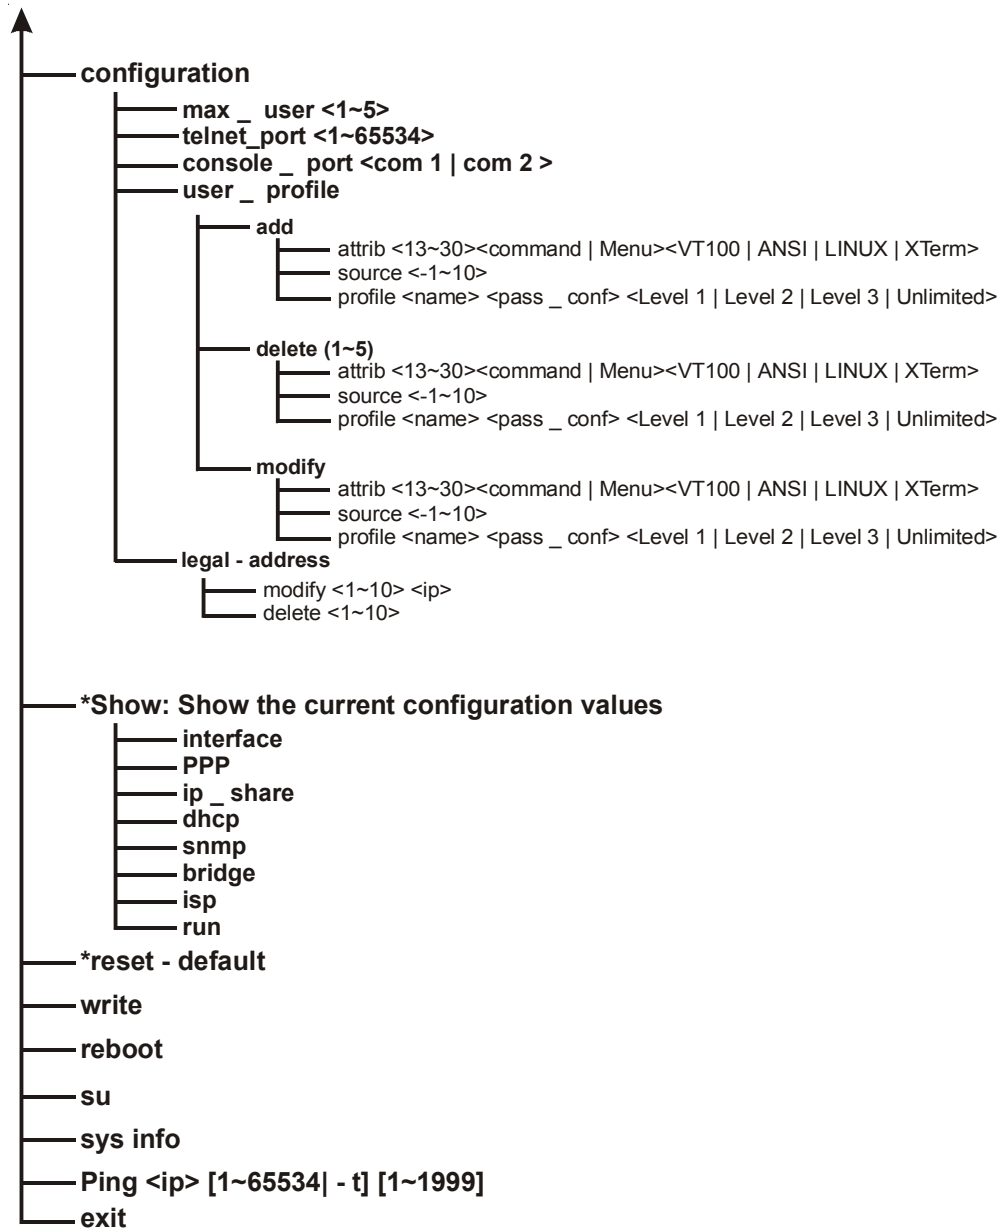 configuration
max _ user <1~5>
telnet_port <1~65534>
console _ port <com 1 | com 2 >
user _ profile
add
attrib <13~30><command | Menu><VT100 | ANSI | LINUX | XTerm>
source <-1~10>
profile <name> <pass _ conf> <Level 1 | Level 2 | Level 3 | Unlimited>
delete (1~5)
attrib <13~30><command | Menu><VT100 | ANSI | LINUX | XTerm>
source <-1~10>
profile <name> <pass _ conf> <Level 1 | Level 2 | Level 3 | Unlimited>
modify
attrib <13~30><command | Menu><VT100 | ANSI | LINUX | XTerm>
source <-1~10>
profile <name> <pass _ conf> <Level 1 | Level 2 | Level 3 | Unlimited>
legal - address
modify <1~10> <ip>
delete <1~10>
*Show: Show the current configuration values
interface
PPP
ip _ share
dhcp
snmp
bridge
isp
run
*reset - default
write
reboot
su
sys info
Ping <ip> [1~65534| - t] [1~1999]
exit